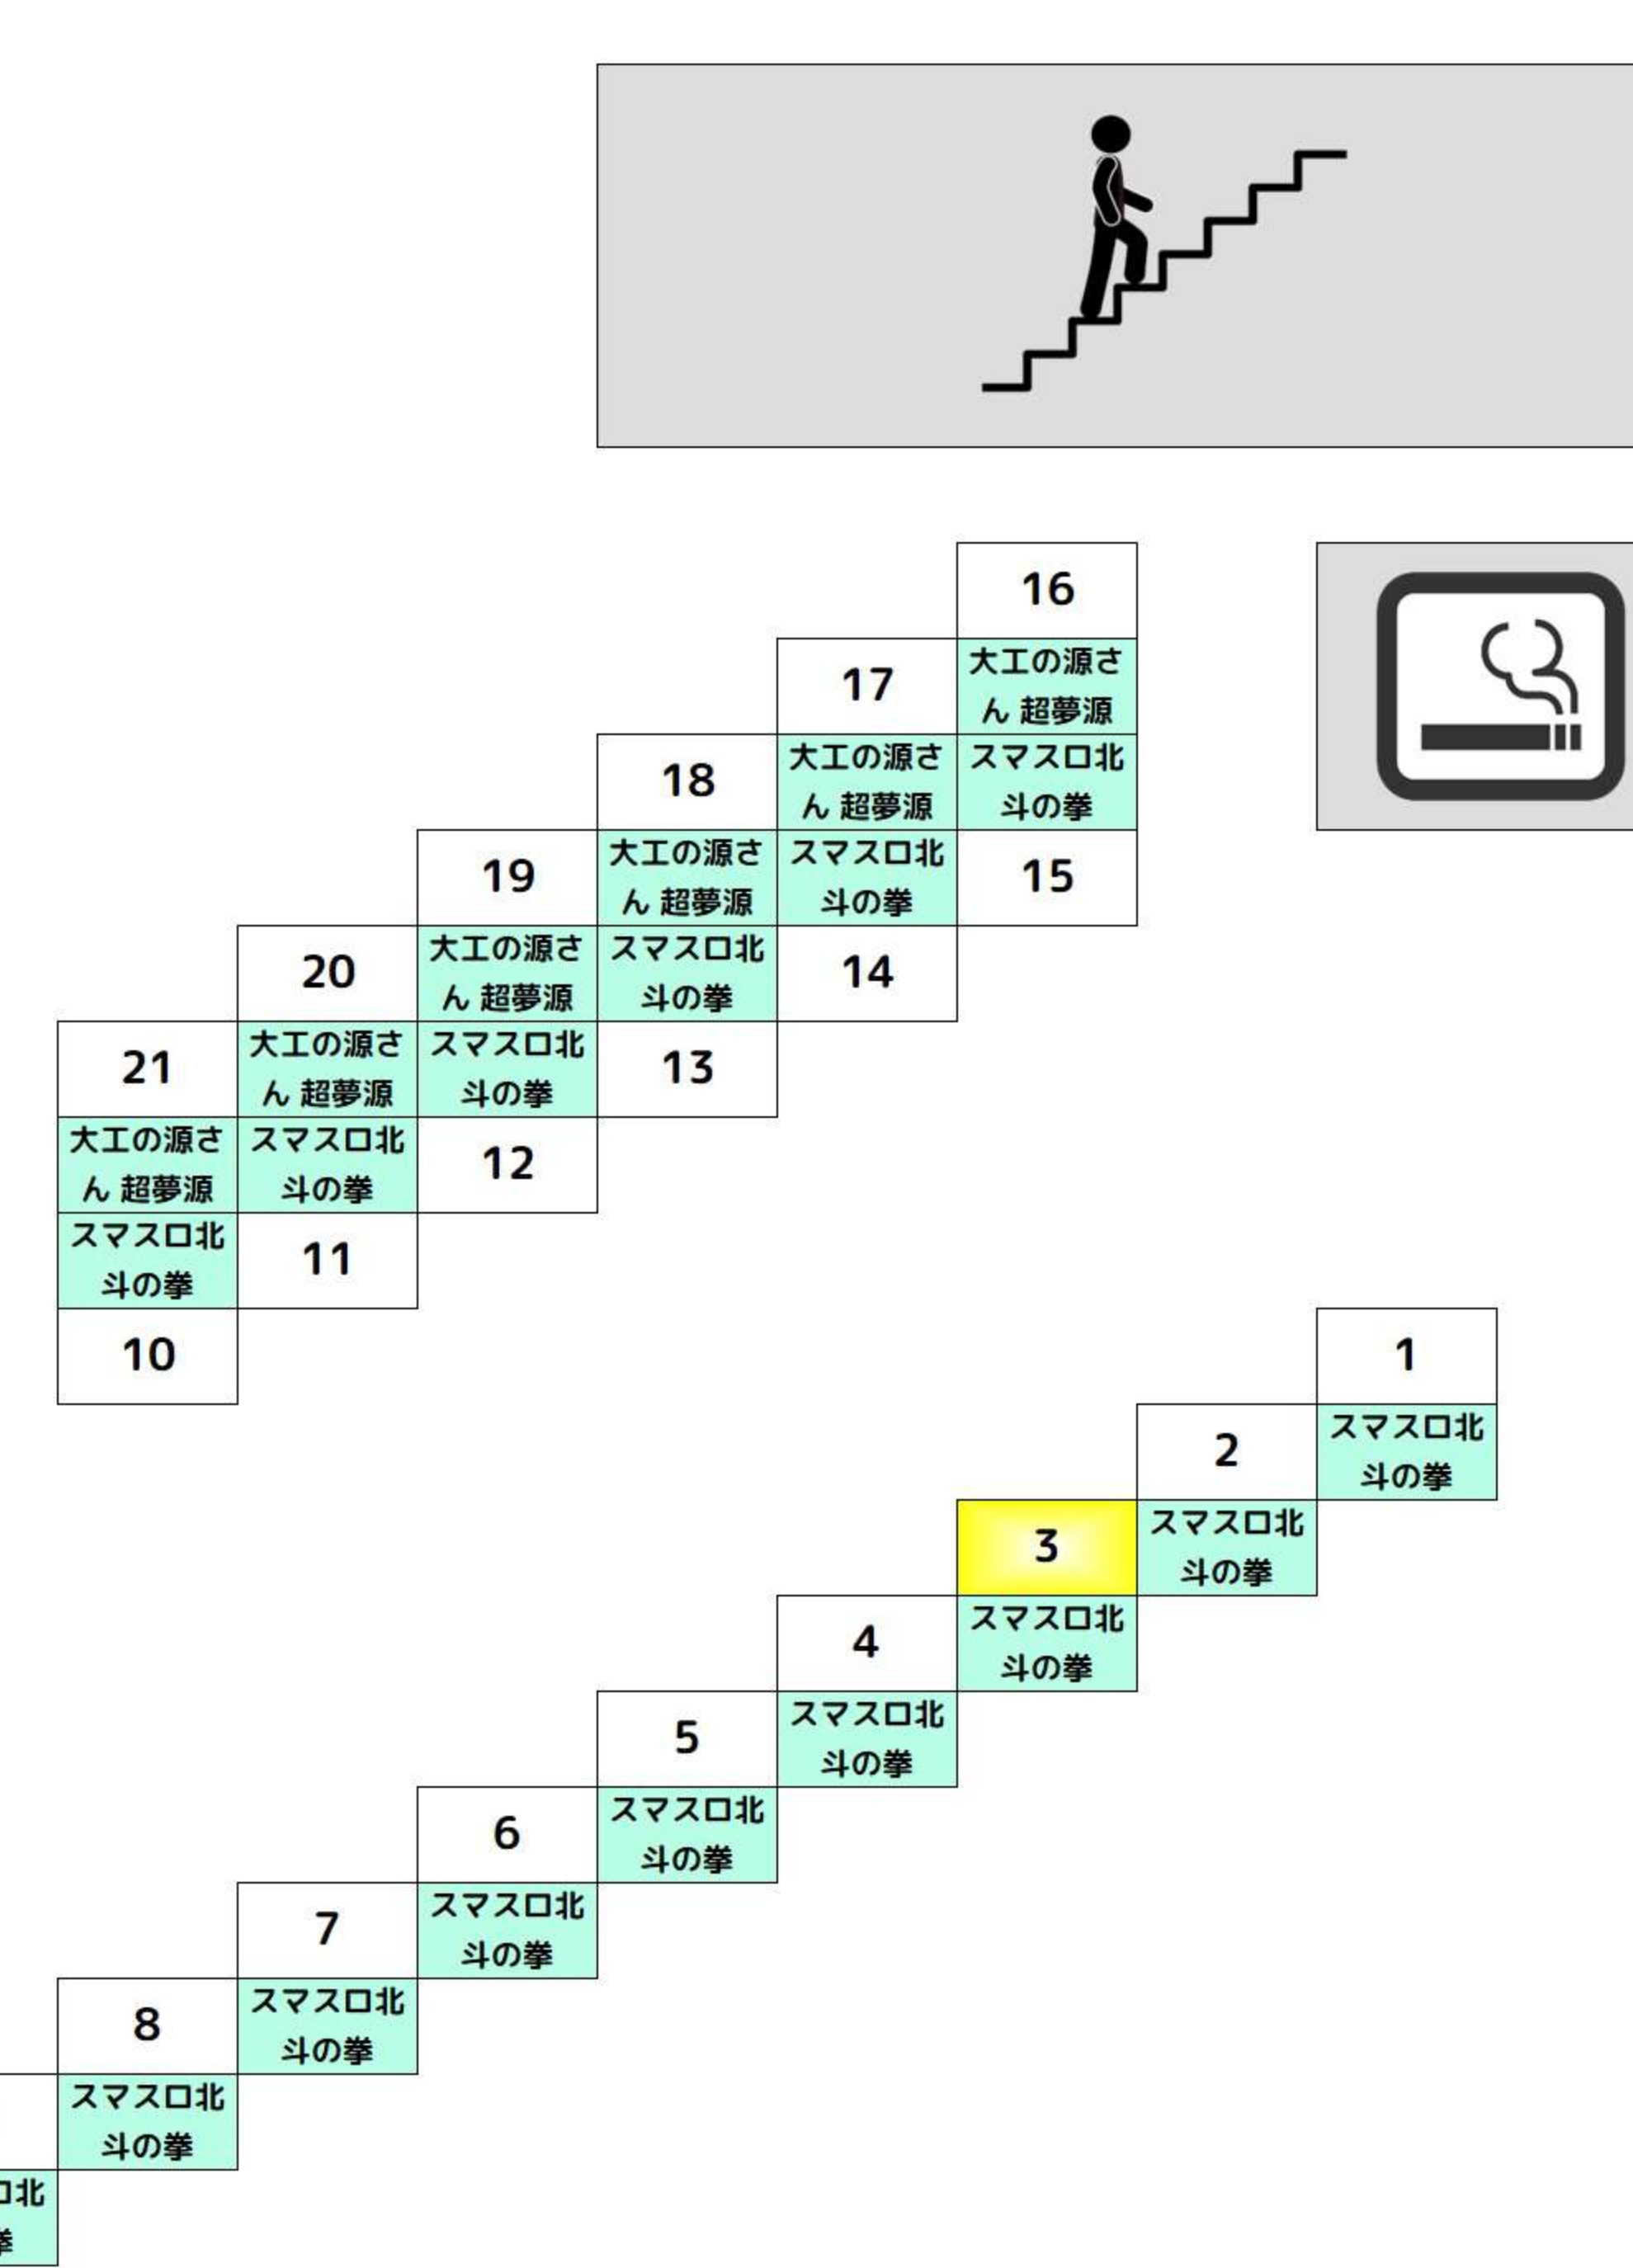 16
17
大工の源さ
ん 超夢源
18
大工の源さ
ん 超夢源
スマスロ北
斗の拳
19
大工の源さ
ん 超夢源
スマスロ北
斗の拳
15
20
大工の源さ
ん 超夢源
スマスロ北
斗の拳
14
21
大工の源さ
ん 超夢源
スマスロ北
斗の拳
13
大工の源さ
ん 超夢源
スマスロ北
斗の拳
12
スマスロ北
斗の拳
11
10
1
2
スマスロ北
斗の拳
3
スマスロ北
斗の拳
4
スマスロ北
斗の拳
5
スマスロ北
斗の拳
6
スマスロ北
斗の拳
7
スマスロ北
斗の拳
8
スマスロ北
斗の拳
スマスロ北
斗の拳
ロ北
拳